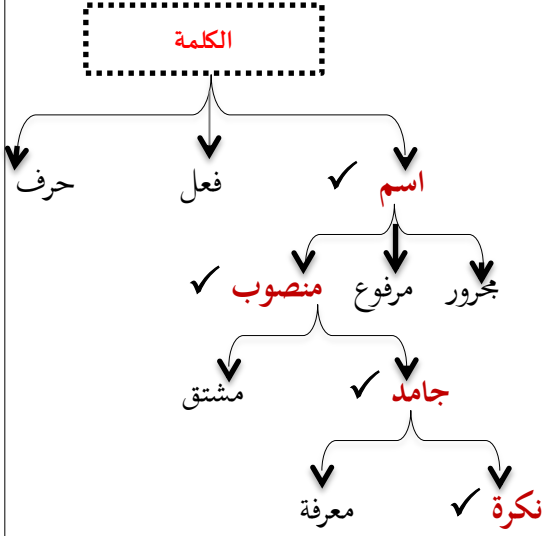 الكلمة
اسم فعل حرف
مجرور مرفوع منصوب
جامد مشتق
نكرة معرفة